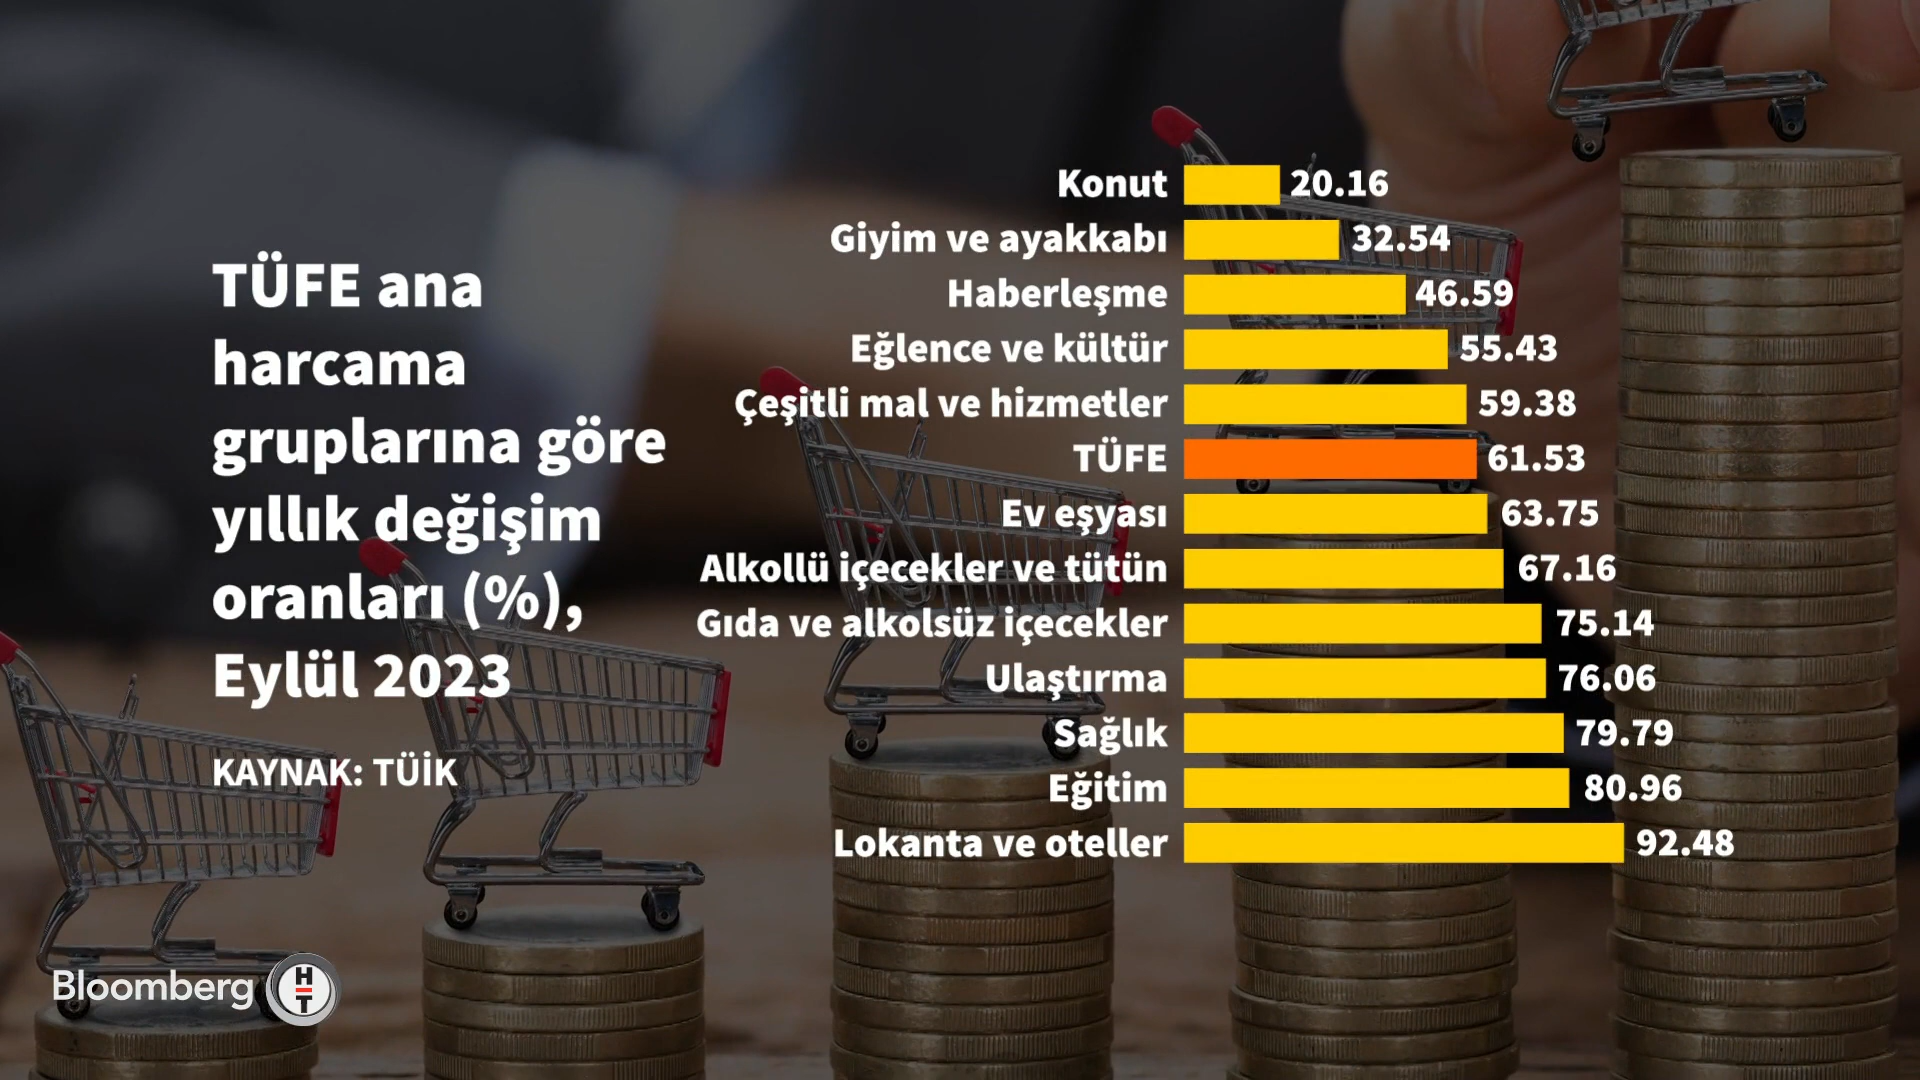 TÜFE ana
harcama
gruplarına göre
yıllık değişim
oranları (%),
Eylül 2023
KAYNAK: TÜİK
Konut 20.16
Giyim ve ayakkabı 32.54
Haberleşme 46.59
Eğlence ve kültür 55.43
Çeşitli mal ve hizmetler 59.38
TÜFE 61.53
Ev eşyası 63.75
Alkollü içecekler ve tütün 67.16
Gıda ve alkolsüz içecekler 75.14
Ulaştırma 76.06
Sağlık 79.79
Eğitim 80.96
Lokanta ve oteller 92.48
Bloomberg HT